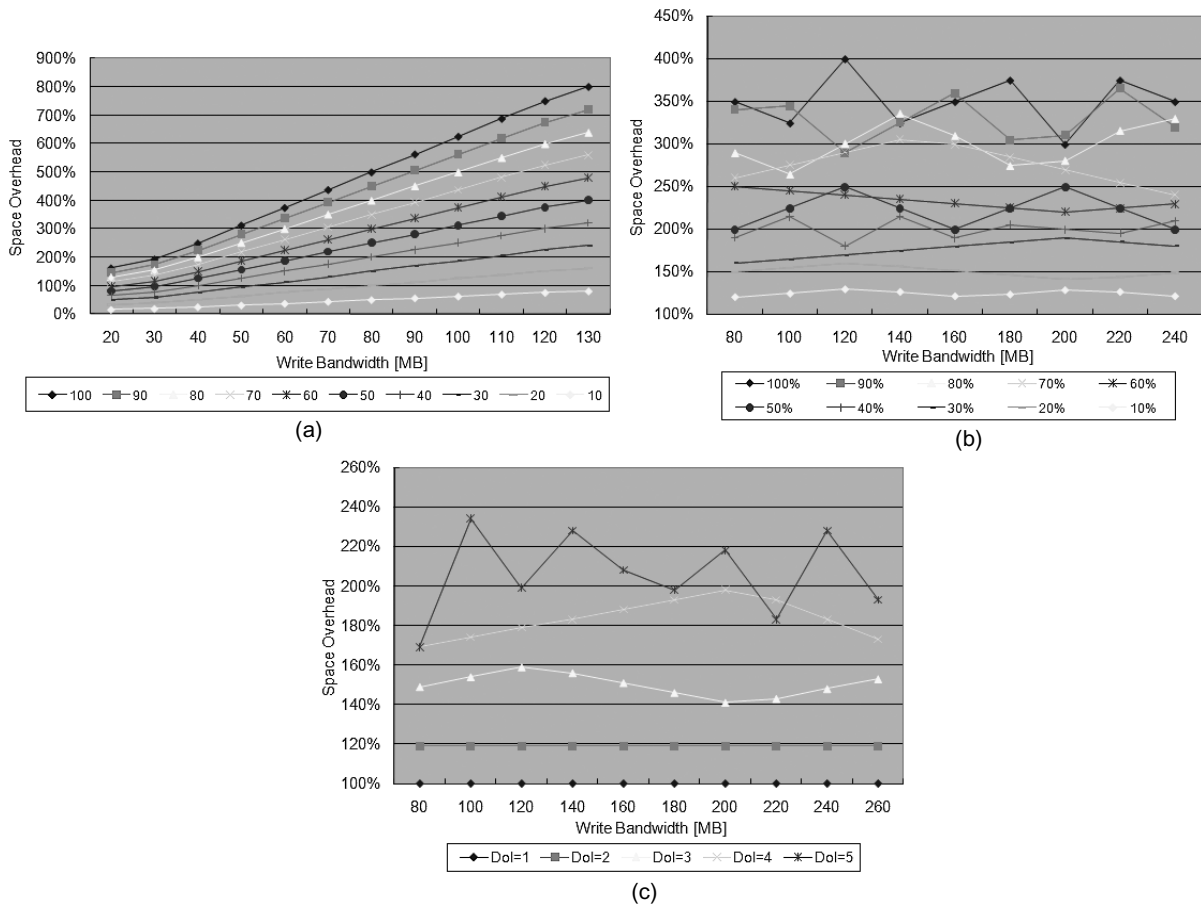 900%
800%
700%
600%
500%
400%
300%
200%
100%
0%
Space Overhead
20 30 40 50 60 70 80 90 100 110 120 130
Write Bandwidth [MB]
100 90 80 70 60 50 40 30 20 10
(a)
450%
400%
350%
300%
250%
200%
150%
100%
Space Overhead
80 100 120 140 160 180 200 220 240
Write Bandwidth [MB]
100% 90% 80% 70% 60%
50% 40% 30% 20% 10%
(b)
260%
240%
220%
200%
180%
160%
140%
120%
100%
Space Overhead
80 100 120 140 160 180 200 220 240 260
Write Bandwidth [MB]
DoI=1 DoI=2 DoI=3 DoI=4 DoI=5
(c)